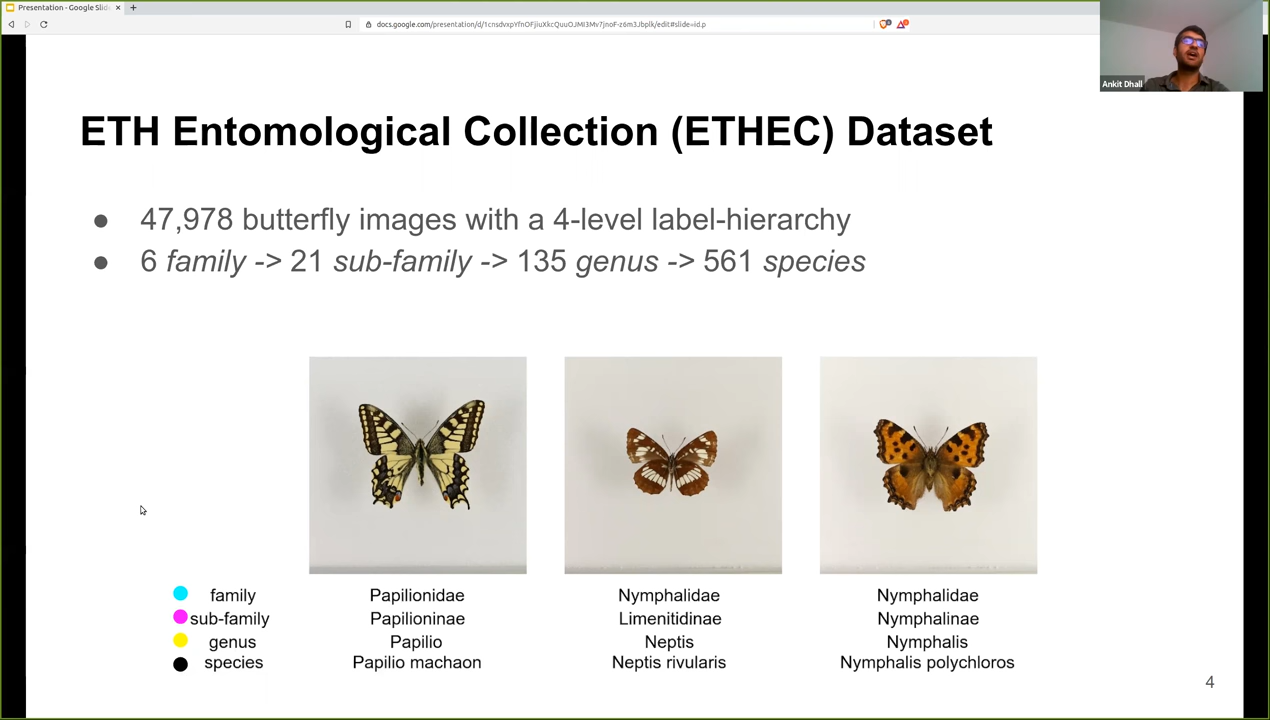 Presentation - Google Slid
docs.google.com/presentation/d/1cnsdvxpYfnOFjiuXkcQuuOJMI3Mv7jnoF-z6m3Jbplk/edit#slide=id.p
Ankit Dhall
ETH Entomological Collection (ETHEC) Dataset
● 47,978 butterfly images with a 4-level label-hierarchy
● 6 family -> 21 sub-family -> 135 genus -> 561 species
family Papilionidae Nymphalidae Nymphalidae
sub-family Papilioninae Limenitidinae Nymphalinae
genus Papilio Neptis Nymphalis
species Papilio machaon Neptis rivularis Nymphalis polychloros
4